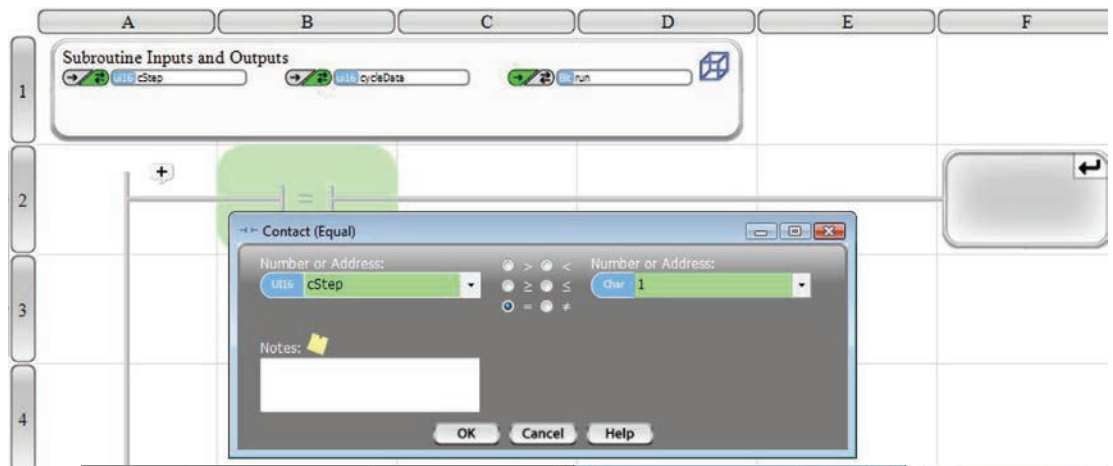 A B C D E F
1
Subroutine Inputs and Outputs
UI16 cStep UI16 cycleData Bit run
2
=
Contact (Equal)
Number or Address: > < Number or Address:
UI16 cStep ≥ ≤ Char 1
= ≠
3
Notes:
4
OK Cancel Help